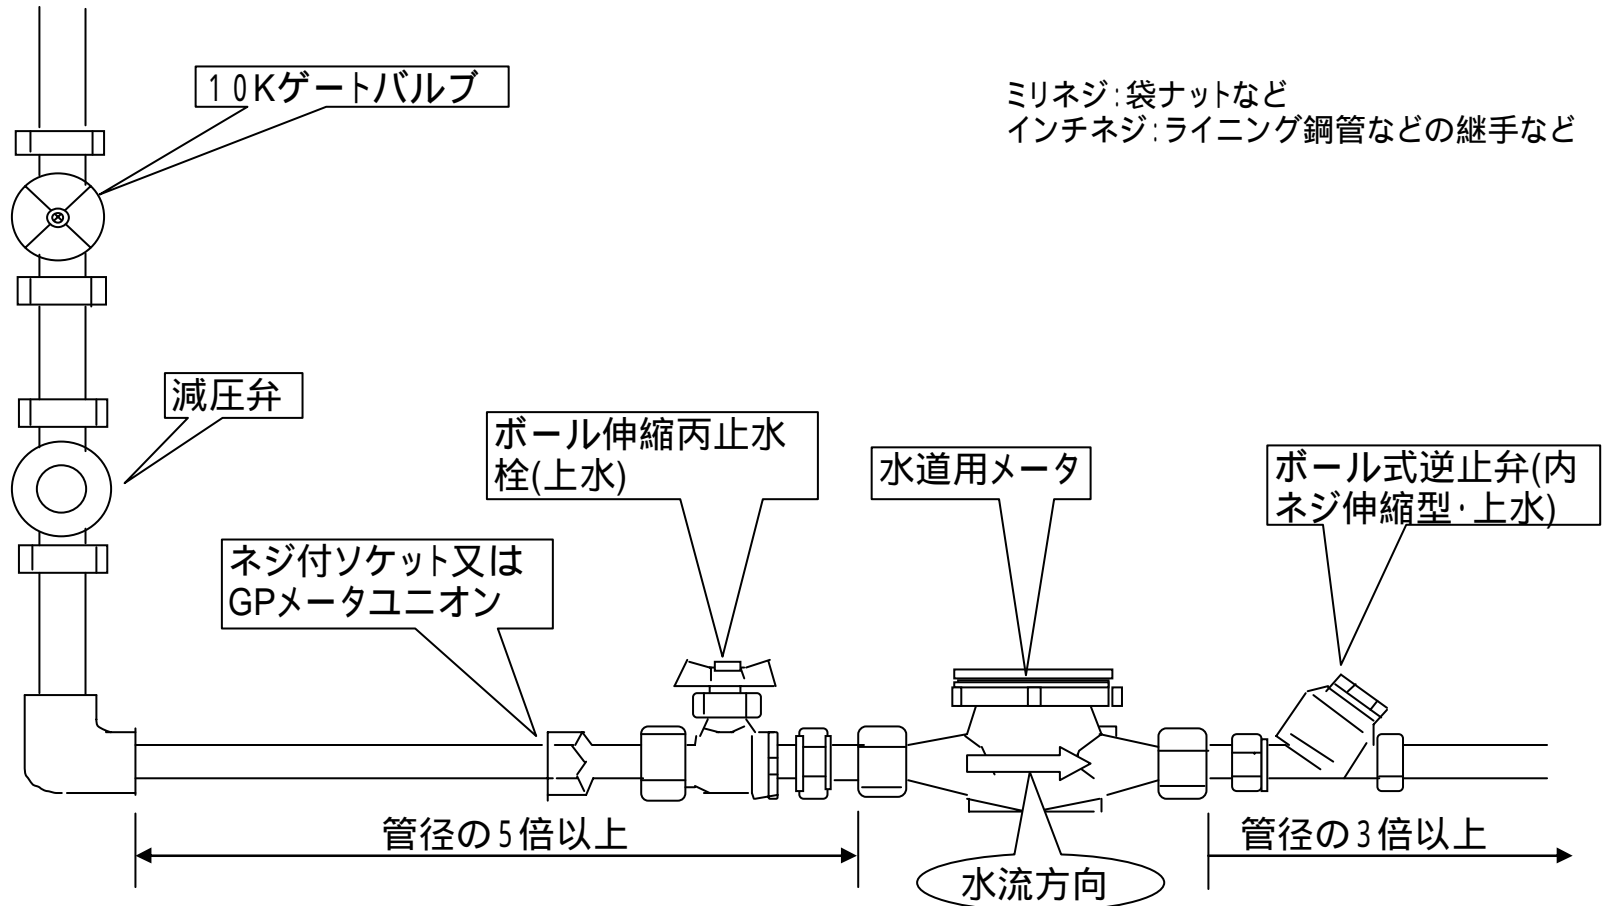 10Kゲートバルブ
ミリネジ:袋ナットなど
インチネジ:ライニング鋼管などの継手など
減圧弁
ボール伸縮丙止水
栓(上水)
水道用メータ
ボール式逆止弁(内
ネジ伸縮型・上水)
ネジ付ソケット又は
GPメータユニオン
管径の5倍以上
管径の3倍以上
水流方向